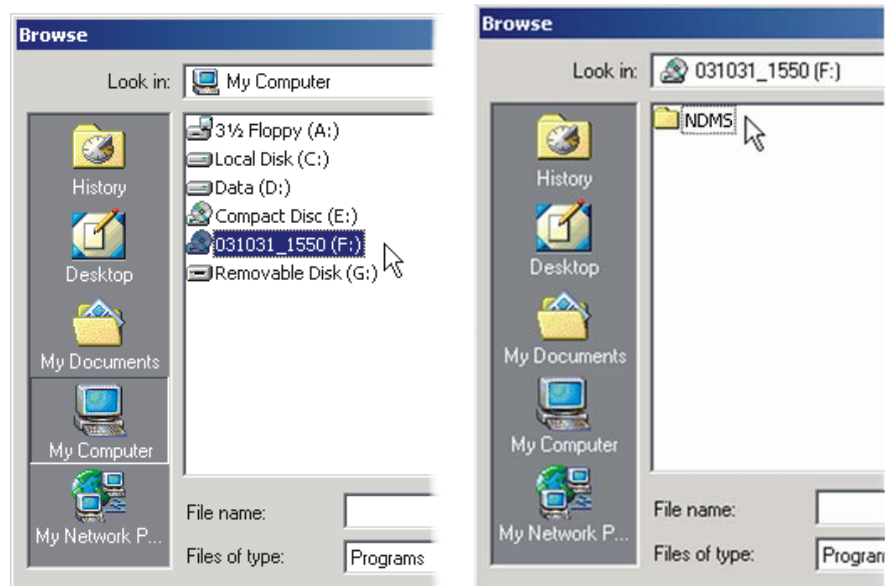 Browse
Look in: My Computer
History
Desktop
My Documents
My Computer
My Network P...
3½ Floppy (A:)
Local Disk (C:)
Data (D:)
Compact Disc (E:)
031031_1550 (F:)
Removable Disk (G:)
File name:
Files of type: Programs
Browse
Look in: 031031_1550 (F:)
History
Desktop
My Documents
My Computer
My Network P...
NDMS
File name:
Files of type: Program